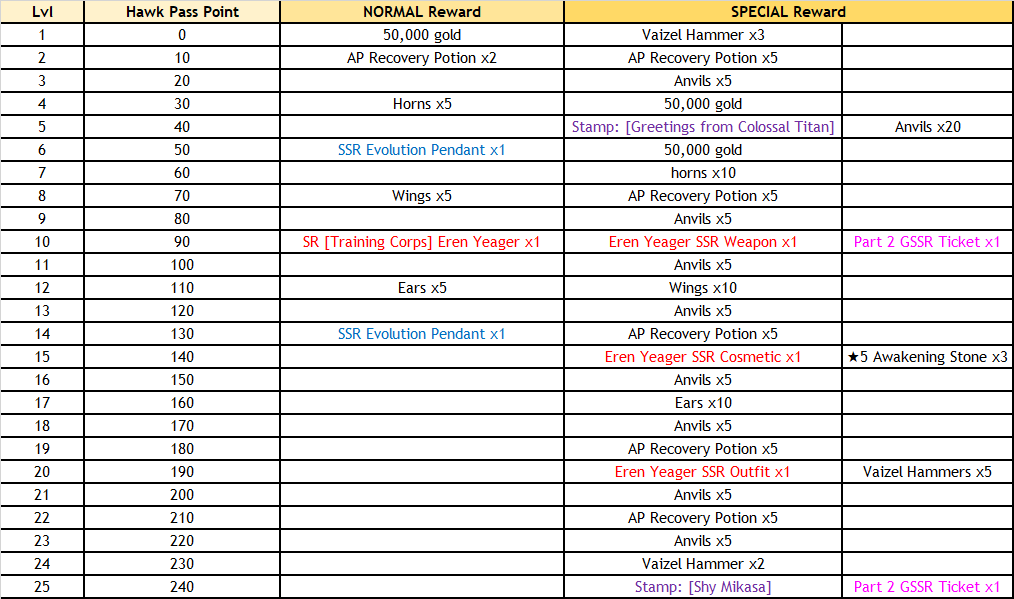 Lvl Hawk Pass Point NORMAL Reward SPECIAL Reward
1 0 50,000 gold Vaizel Hammer x3
2 10 AP Recovery Potion x2 AP Recovery Potion x5
3 20 Anvils x5
4 30 Horns x5 50,000 gold
5 40 Stamp: [Greetings from Colossal Titan] Anvils x20
6 50 SSR Evolution Pendant x1 50,000 gold
7 60 horns x10
8 70 Wings x5 AP Recovery Potion x5
9 80 Anvils x5
10 90 SR [Training Corps] Eren Yeager x1 Eren Yeager SSR Weapon x1 Part 2 GSSR Ticket x1
11 100 Anvils x5
12 110 Ears x5 Wings x10
13 120 Anvils x5
14 130 SSR Evolution Pendant x1 AP Recovery Potion x5
15 140 Eren Yeager SSR Cosmetic x1 ★5 Awakening Stone x3
16 150 Anvils x5
17 160 Ears x10
18 170 Anvils x5
19 180 AP Recovery Potion x5
20 190 Eren Yeager SSR Outfit x1 Vaizel Hammers x5
21 200 Anvils x5
22 210 AP Recovery Potion x5
23 220 Anvils x5
24 230 Vaizel Hammer x2
25 240 Stamp: [Shy Mikasa] Part 2 GSSR Ticket x1